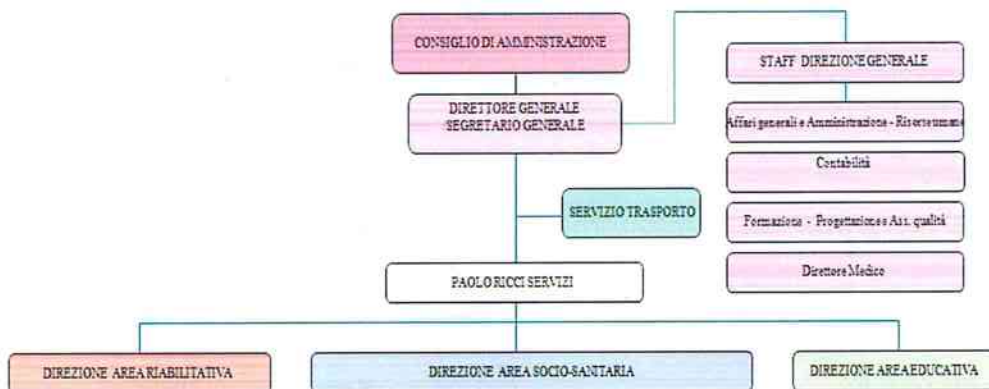 CONSIGLIO DI AMMINISTRAZIONE
STAFF DIREZIONE GENERALE
DIRETTORE GENERALE
SEGRETARIO GENERALE
Affari generali e Amministrazione - Risorse umane
Contabilità
SERVIZIO TRASPORTO
Formazione - Progettazione e Ass. qualità
Direttore Medico
PAOLO RICCI SERVIZI
DIREZIONE AREA RIABILITATIVA
DIREZIONE AREA SOCIO-SANITARIA
DIREZIONE AREA EDUCATIVA